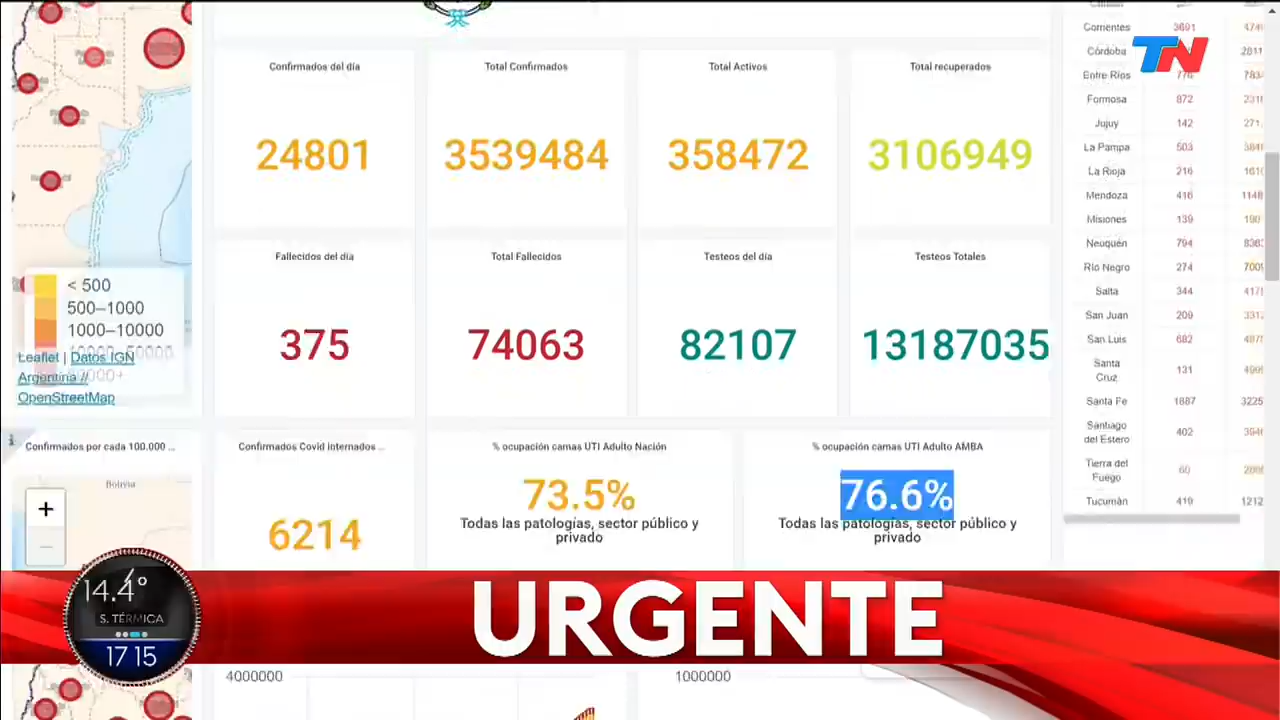 Confirmados del día
Total Confirmados
Total Activos
Total recuperados
24801
3539484
358472
3106949
Fallecidos del día
Total Fallecidos
Testeos del día
Testeos Totales
375
74063
82107
13187035
< 500
500–1000
1000–10000
Leaflet | Datos IGN
Argentina //
OpenStreetMap
Confirmados por cada 100.000 ...
Confirmados Covid internados ...
% ocupación camas UTI Adulto Nación
% ocupación camas UTI Adulto AMBA
6214
73.5%
Todas las patologías, sector público y
privado
76.6%
Todas las patologías, sector público y
privado
Bolivia
+
TN
Corrientes 3691
Córdoba
Entre Ríos
Formosa 872
Jujuy 142
La Pampa 503
La Rioja 216
Mendoza 416
Misiones 139
Neuquén 794
Río Negro 274
Salta 344
San Juan 209
San Luis 682
Santa
Cruz 131
Santa Fe 1887
Santiago
del Estero 402
Tierra del
Fuego 60
Tucumán 419
14.4°
S. TÉRMICA
17 15
URGENTE
4000000
1000000